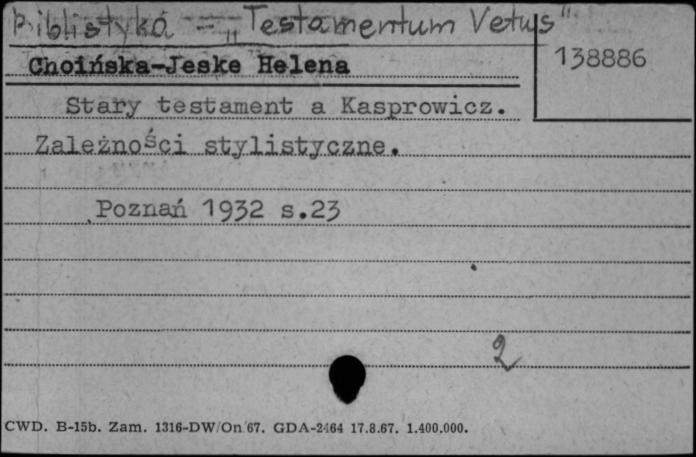 Biblistyka - „Testamentum Vetus"
138886
Choińska-Jeske Helena
Stary testament a Kasprowicz.
Zależności stylistyczne.
Poznań 1932 s.23
2
CWD. B-15b. Zam. 1316-DW/On/67. GDA-2464 17.8.67. 1.400.000.